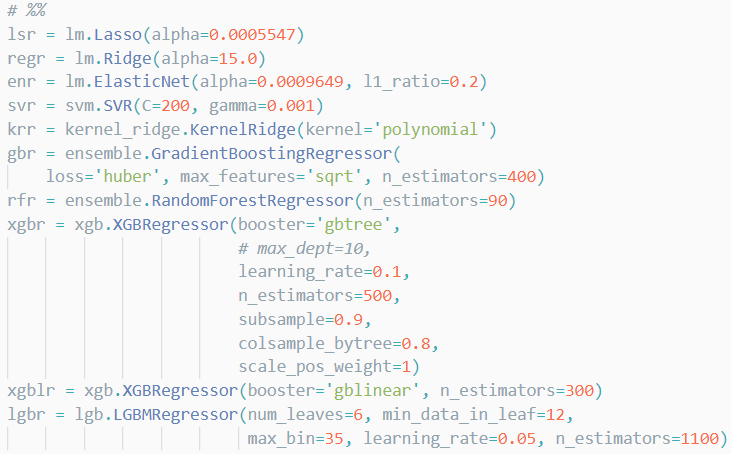 # %%
lsr = lm.Lasso(alpha=0.0005547)
regr = lm.Ridge(alpha=15.0)
enr = lm.ElasticNet(alpha=0.0009649, l1_ratio=0.2)
svr = svm.SVR(C=200, gamma=0.001)
krr = kernel_ridge.KernelRidge(kernel='polynomial')
gbr = ensemble.GradientBoostingRegressor(
    loss='huber', max_features='sqrt', n_estimators=400)
rfr = ensemble.RandomForestRegressor(n_estimators=90)
xgbr = xgb.XGBRegressor(booster='gbtree',
                        # max_dept=10,
                        learning_rate=0.1,
                        n_estimators=500,
                        subsample=0.9,
                        colsample_bytree=0.8,
                        scale_pos_weight=1)
xgblr = xgb.XGBRegressor(booster='gblinear', n_estimators=300)
lgbr = lgb.LGBMRegressor(num_leaves=6, min_data_in_leaf=12,
                         max_bin=35, learning_rate=0.05, n_estimators=1100)